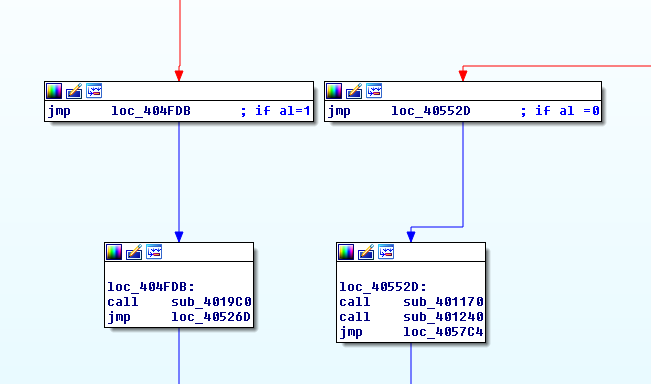 jmp loc_404FDB ; if al=1
jmp loc_40552D ; if al =0
loc_404FDB:
call sub_4019C0
jmp loc_40526D
loc_40552D:
call sub_401170
call sub_401240
jmp loc_4057C4